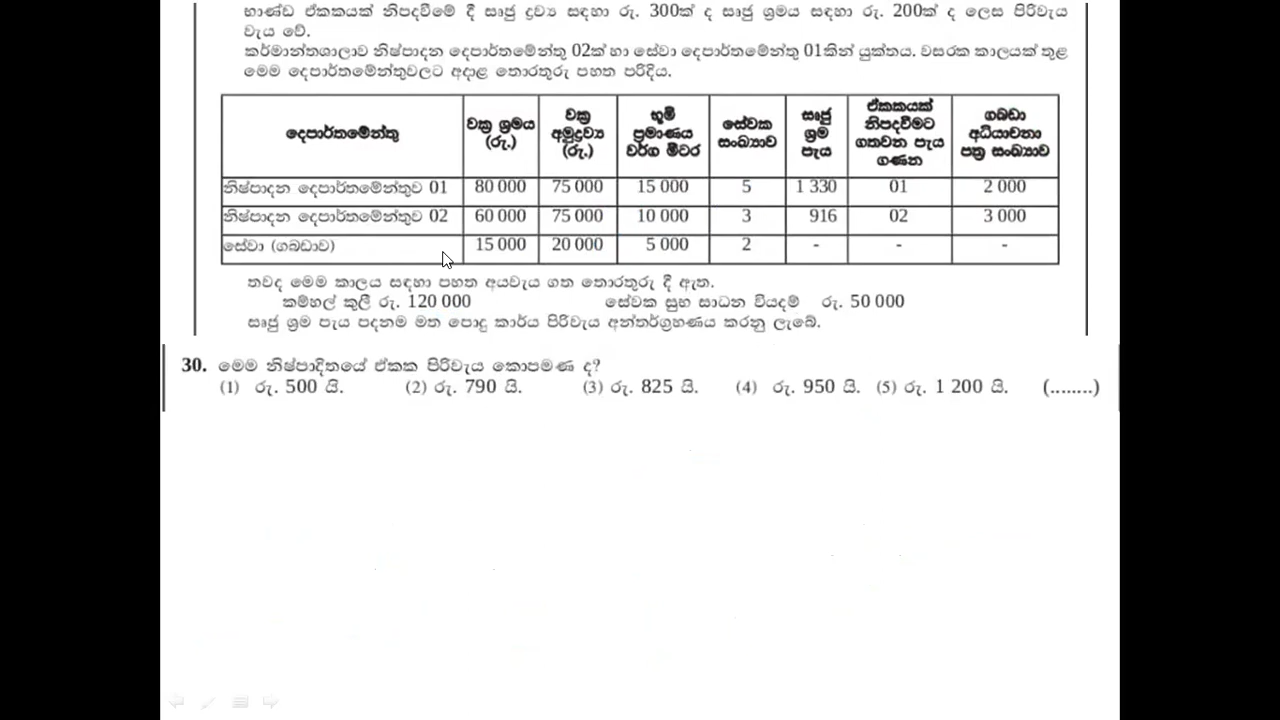 භාණ්ඩ ඒකකයක් නිපදවීමේ දී සෘජු ද්‍රව්‍ය සඳහා රු. 300ක් ද සෘජු ශ්‍රමය සඳහා රු. 200ක් ද ලෙස පිරිවැය
වැය වේ.
කර්මාන්තශාලාව නිෂ්පාදන දෙපාර්තමේන්තු 02ක් හා සේවා දෙපාර්තමේන්තු 01කින් යුක්තය. වසරක කාලයක් තුළ
මෙම දෙපාර්තමේන්තුවලට අදාළ තොරතුරු පහත පරිදිය.
දෙපාර්තමේන්තු වක්‍ර ශ්‍රමය (රු.) වක්‍ර අමුද්‍රව්‍ය (රු.) භූමි ප්‍රමාණය වර්ග මීටර සේවක සංඛ්‍යාව සෘජු ශ්‍රම පැය ඒකකයක් නිපදවීමට ගතවන පැය ගණන ගබඩා අධියාචනා පත්‍ර සංඛ්‍යාව
නිෂ්පාදන දෙපාර්තමේන්තුව 01 80 000 75 000 15 000 5 1 330 01 2 000
නිෂ්පාදන දෙපාර්තමේන්තුව 02 60 000 75 000 10 000 3 916 02 3 000
සේවා (ගබඩාව) 15 000 20 000 5 000 2 - - -
තවද මෙම කාලය සඳහා පහත අයවැය ගත තොරතුරු දී ඇත.
කම්හල් කුලී රු. 120 000 සේවක සුභ සාධන වියදම් රු. 50 000
සෘජු ශ්‍රම පැය පදනම මත පොදු කාර්ය පිරිවැය අන්තර්ග්‍රහණය කරනු ලැබේ.
30. මෙම නිෂ්පාදිතයේ ඒකක පිරිවැය කොපමණ ද?
(1) රු. 500 යි. (2) රු. 790 යි. (3) රු. 825 යි. (4) රු. 950 යි. (5) රු. 1 200 යි. (........)